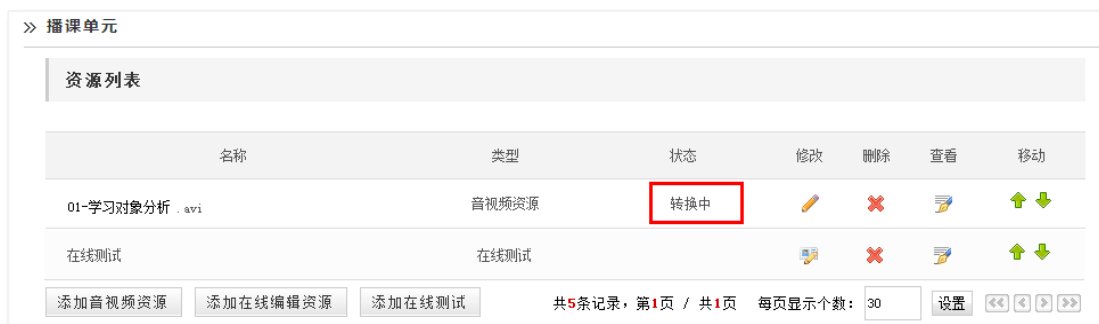 播课单元
资源列表
名称 类型 状态 修改 删除 查看 移动
01-学习对象分析 .avi 音视频资源 转换中
在线测试 在线测试
添加音视频资源 添加在线编辑资源 添加在线测试 共5条记录，第1页 / 共1页 每页显示个数： 30 设置